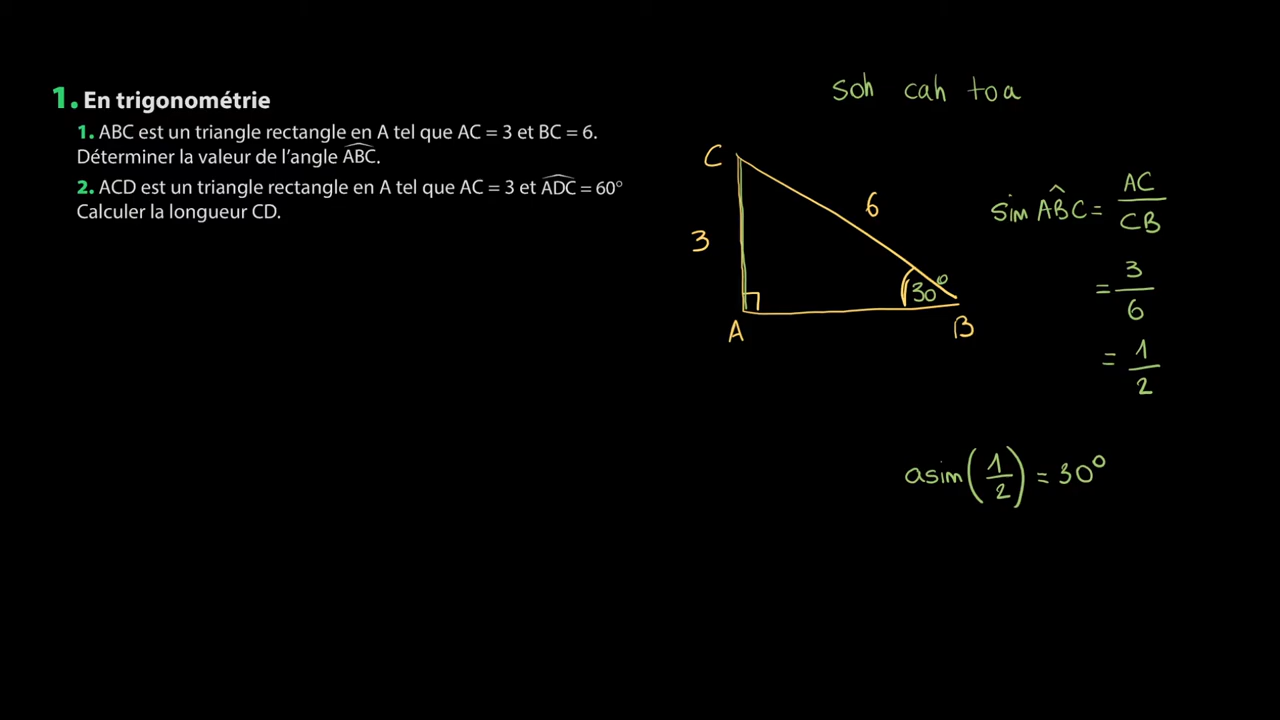 1. En trigonométrie
1. ABC est un triangle rectangle en A tel que AC = 3 et BC = 6.
Déterminer la valeur de l'angle ABC.
2. ACD est un triangle rectangle en A tel que AC = 3 et ADC = 60°
Calculer la longueur CD.
soh cah toa
C
6
3
30°
A
B
sin ABC = AC / CB
= 3 / 6
= 1 / 2
asin(1/2) = 30°